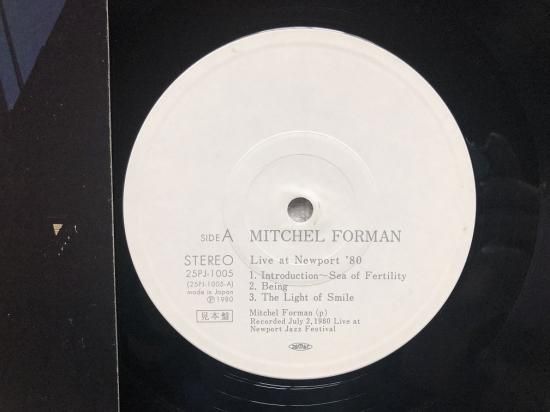 SIDE A MITCHEL FORMAN
STEREO Live at Newport '80
25PJ-1005 1. Introduction~Sea of Fertility
(25PJ-1005-A) 2. Being
made in Japan 3. The Light of Smile
Ⓟ1980
見本盤 Mitchel Forman (p)
Recorded July 2, 1980 Live at
Newport Jazz Festival